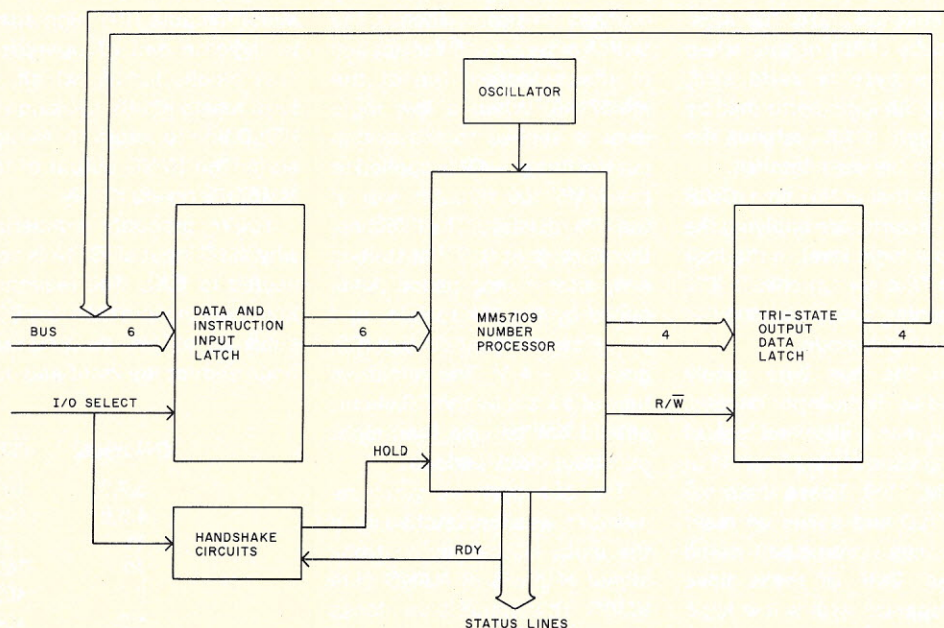 OSCILLATOR
BUS 6
DATA AND
INSTRUCTION
INPUT
LATCH
6
MM57109
NUMBER
PROCESSOR
4
TRI-STATE
OUTPUT
DATA
LATCH
4
I/O SELECT
R/W̅
HOLD
HANDSHAKE
CIRCUITS
RDY
STATUS LINES